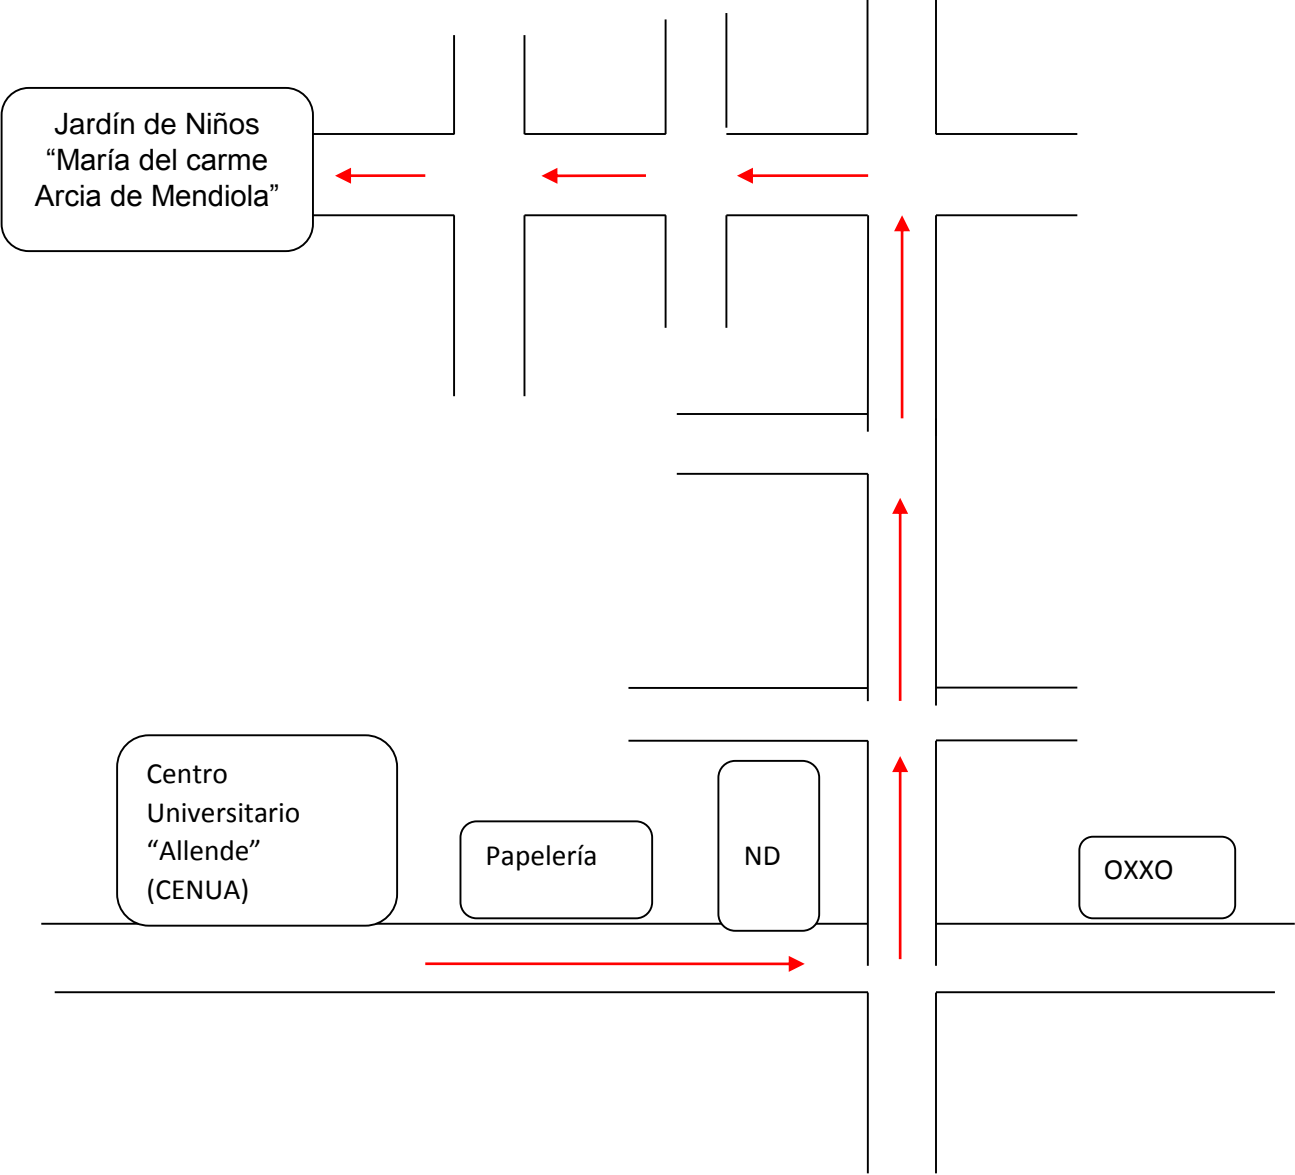 Jardín de Niños
“María del carme
Arcia de Mendiola”
Centro
Universitario
“Allende”
(CENUA)
Papelería
ND
OXXO